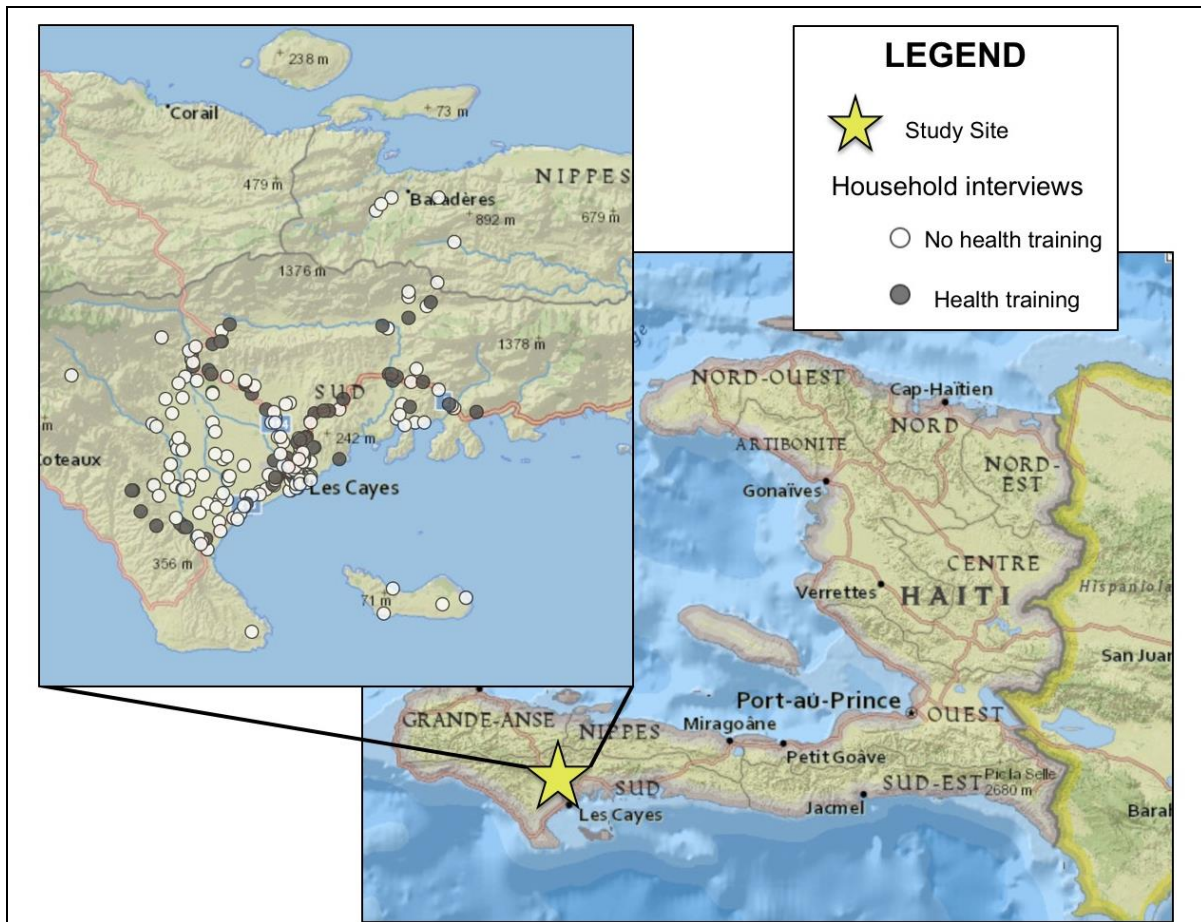 238 m
73 m
Corail
479 m
NIPPES
Baradères
892 m
679 m
1376 m
1378 m
SUD
242 m
m
oteaux
Les Cayes
356 m
71 m
LEGEND
Study Site
Household interviews
No health training
Health training
NORD-OUEST
Cap-Haïtien
NORD
ARTIBONITE
NORD-
EST
Gonaïves
CENTRE
Verrettes
HAITI
Hispaniola
San Juan
Port-au-Prince
OUEST
GRANDE-ANSE
NIPPES
Miragoâne
Petit Goâve
SUD
SUD-EST
Pic la Selle
2680 m
Jacmel
Les Cayes
Barah